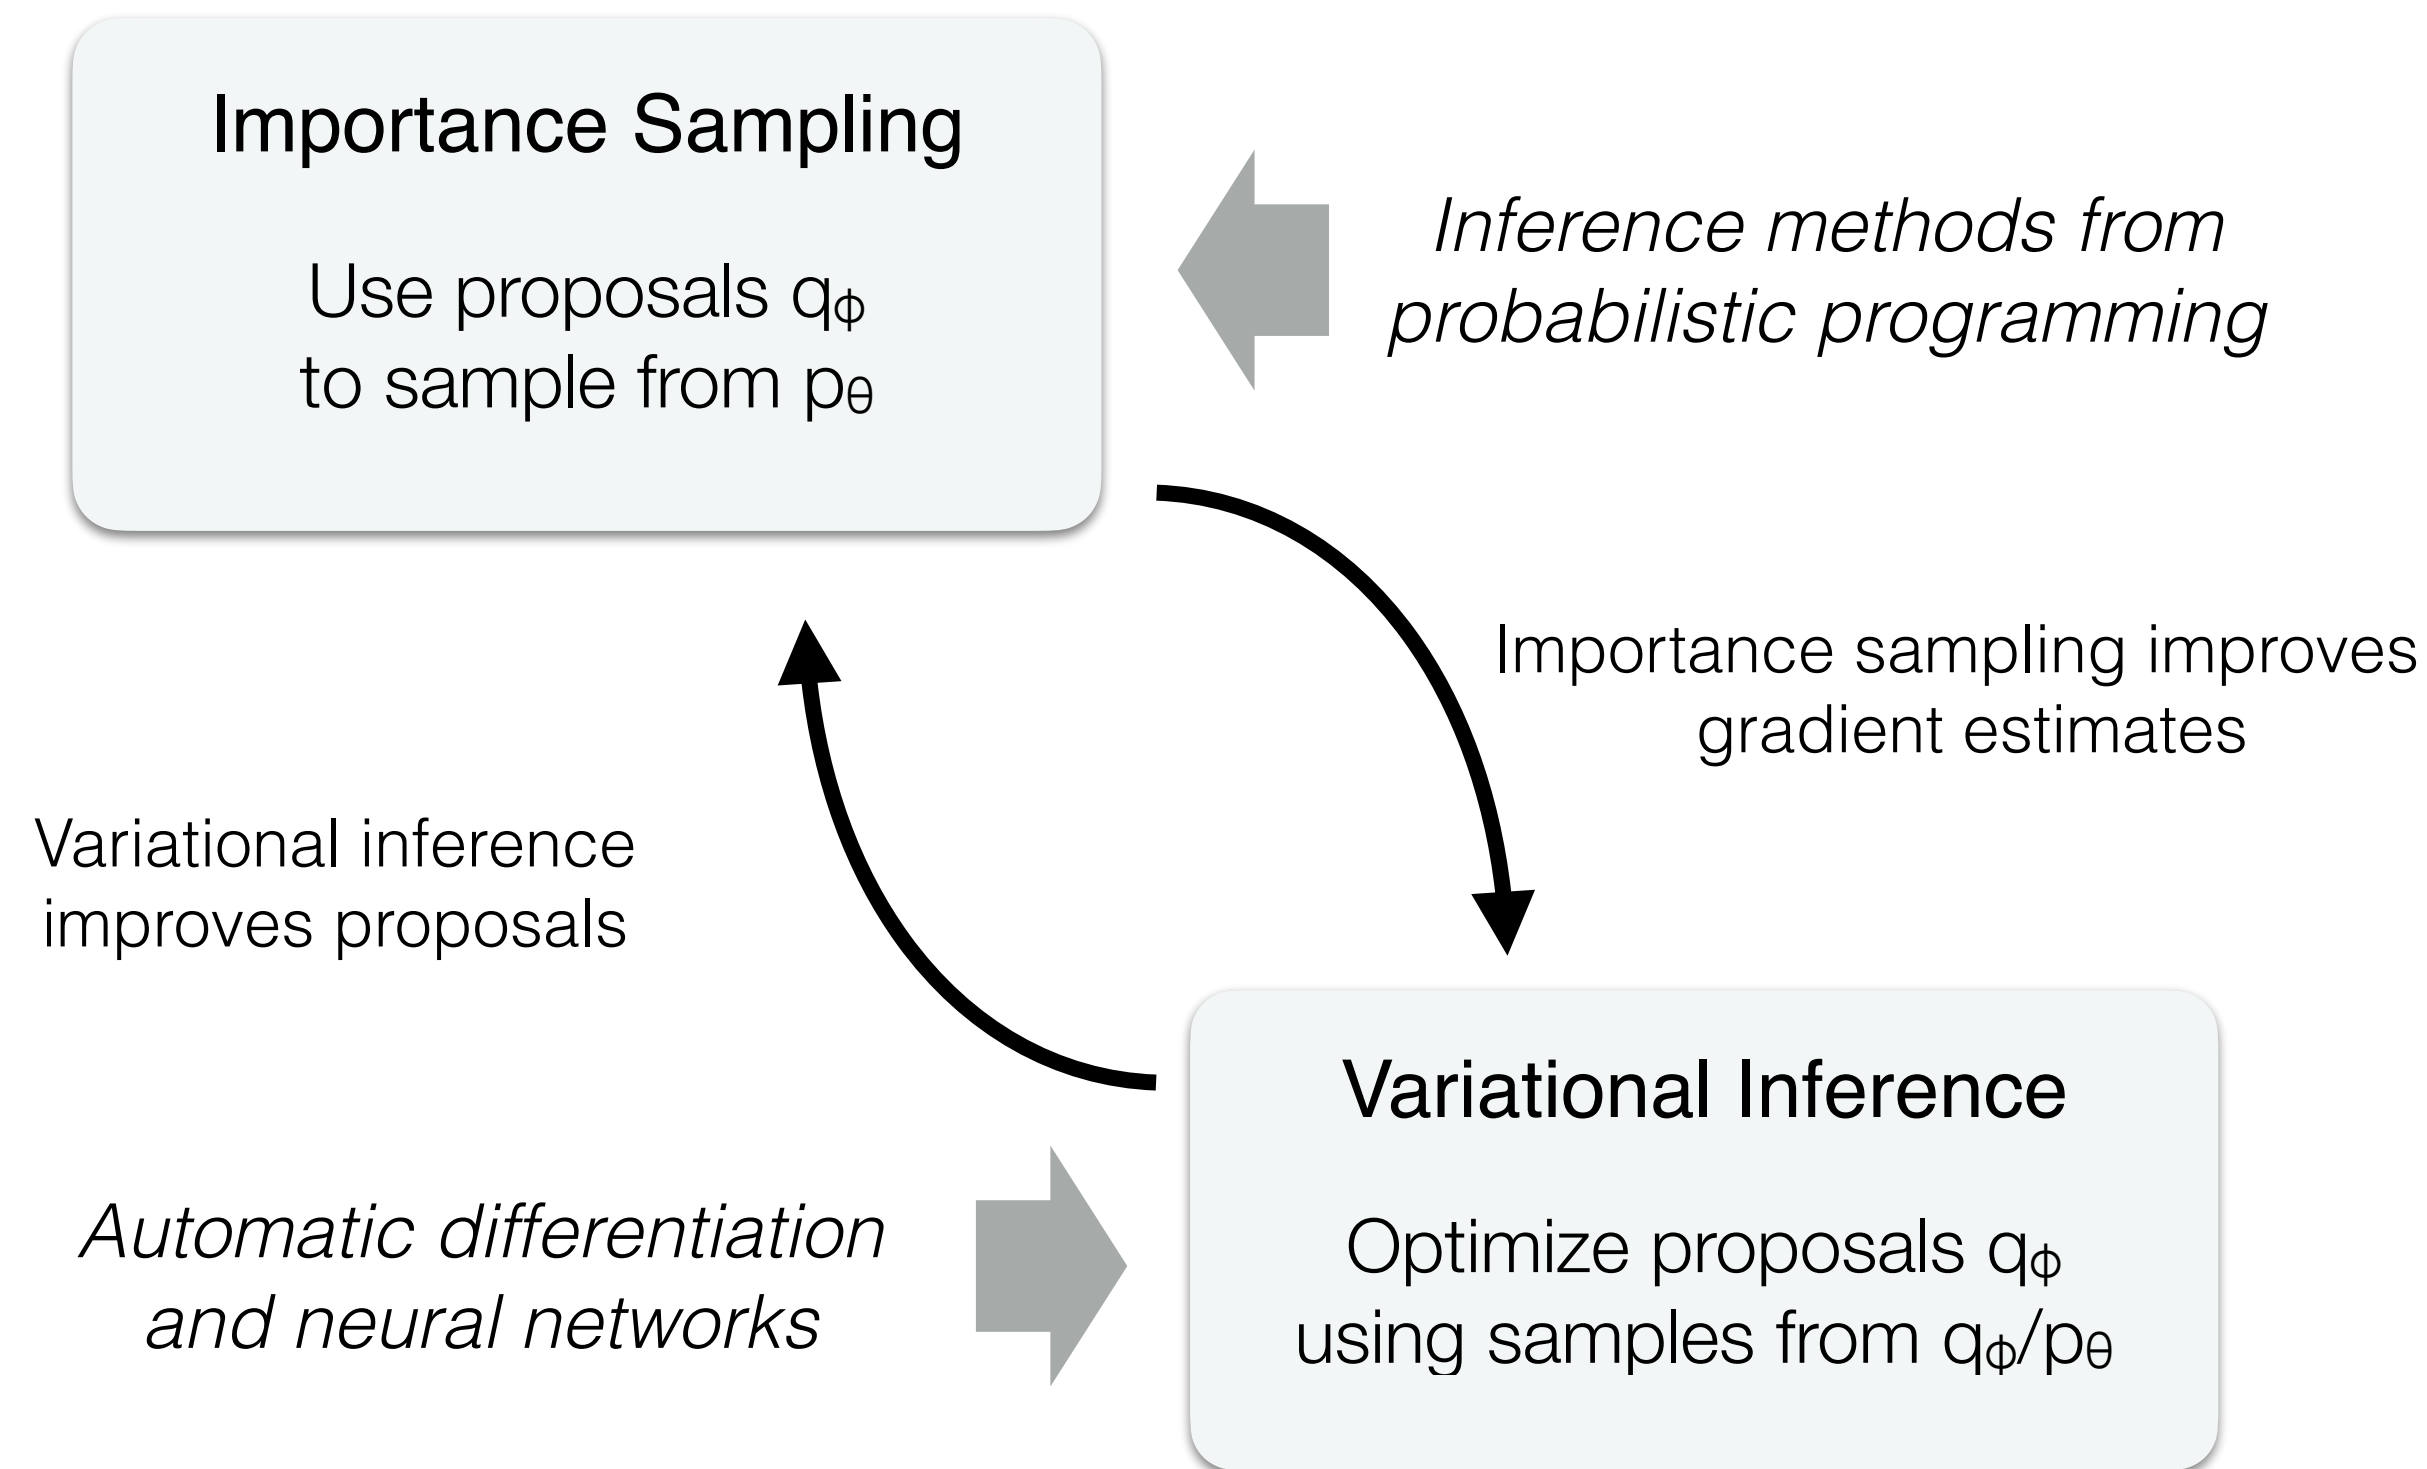 Importance Sampling
Use proposals qϕ
to sample from pθ
Inference methods from
probabilistic programming
Importance sampling improves
gradient estimates
Variational inference
improves proposals
Automatic differentiation
and neural networks
Variational Inference
Optimize proposals qϕ
using samples from qϕ/pθ